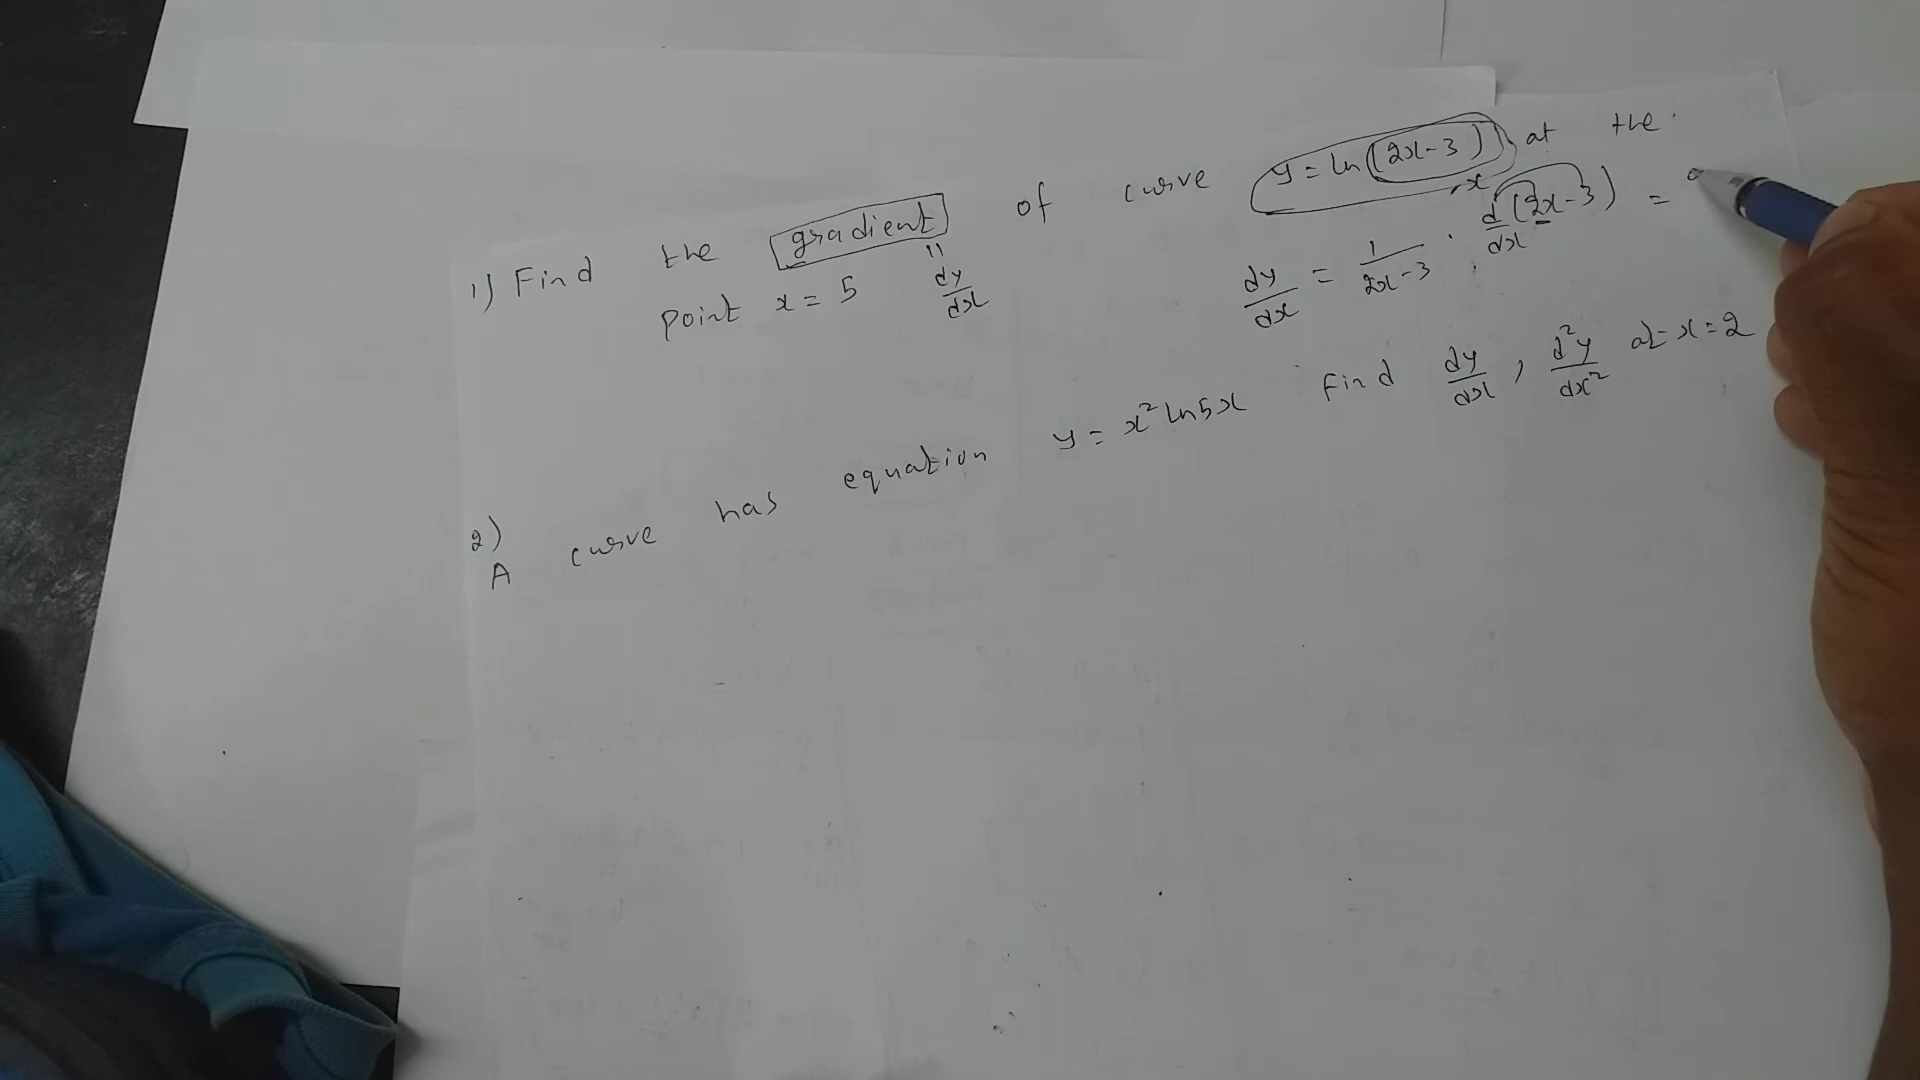 1) Find the gradient of curve y = ln(2x-3) at the
point x = 5
dy/dx
dy/dx = 1/(2x-3) · d/dx (2x-3) =
2)
A curve has equation y = x² ln5x Find dy/dx , d²y/dx² at x=2